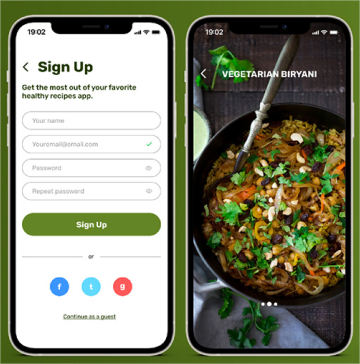 19:02
Sign Up
Get the most out of your favorite
healthy recipes app.
Your name
Youremail@email.com
Password
Repeat password
Sign Up
or
f
t
g
Continue as a guest
19:02
VEGETARIAN BIRYANI